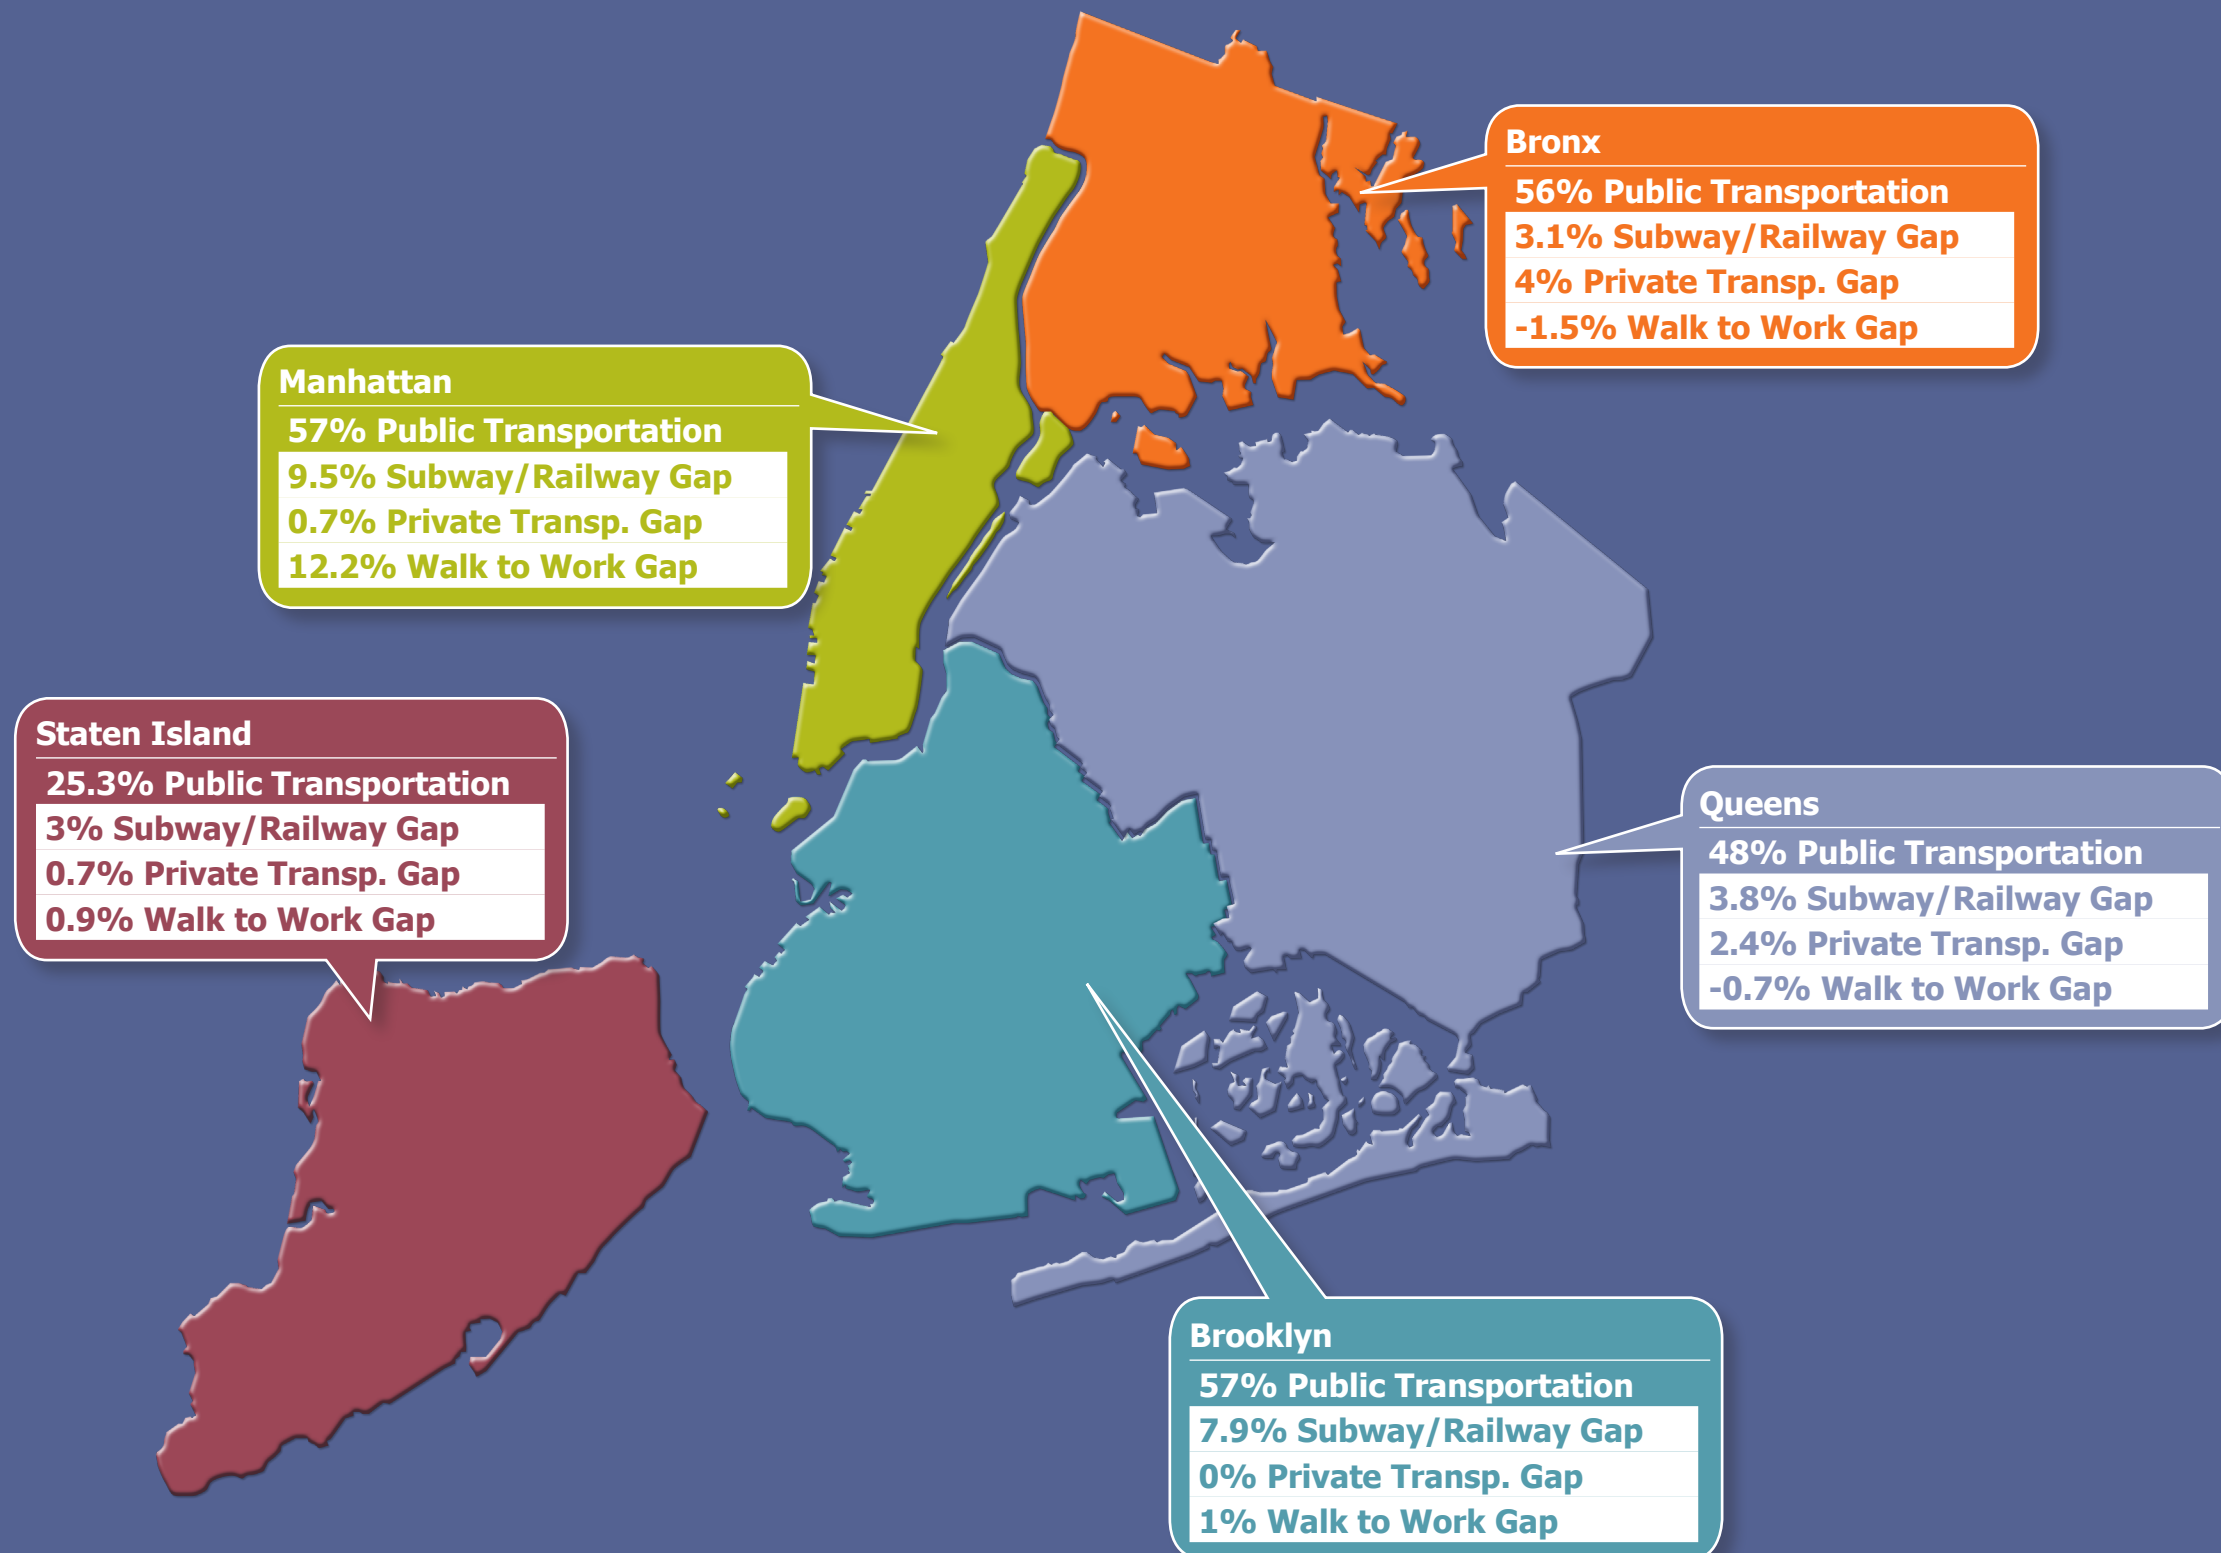 Bronx
56% Public Transportation
3.1% Subway/Railway Gap
4% Private Transp. Gap
-1.5% Walk to Work Gap
Manhattan
57% Public Transportation
9.5% Subway/Railway Gap
0.7% Private Transp. Gap
12.2% Walk to Work Gap
Staten Island
25.3% Public Transportation
3% Subway/Railway Gap
0.7% Private Transp. Gap
0.9% Walk to Work Gap
Queens
48% Public Transportation
3.8% Subway/Railway Gap
2.4% Private Transp. Gap
-0.7% Walk to Work Gap
Brooklyn
57% Public Transportation
7.9% Subway/Railway Gap
0% Private Transp. Gap
1% Walk to Work Gap